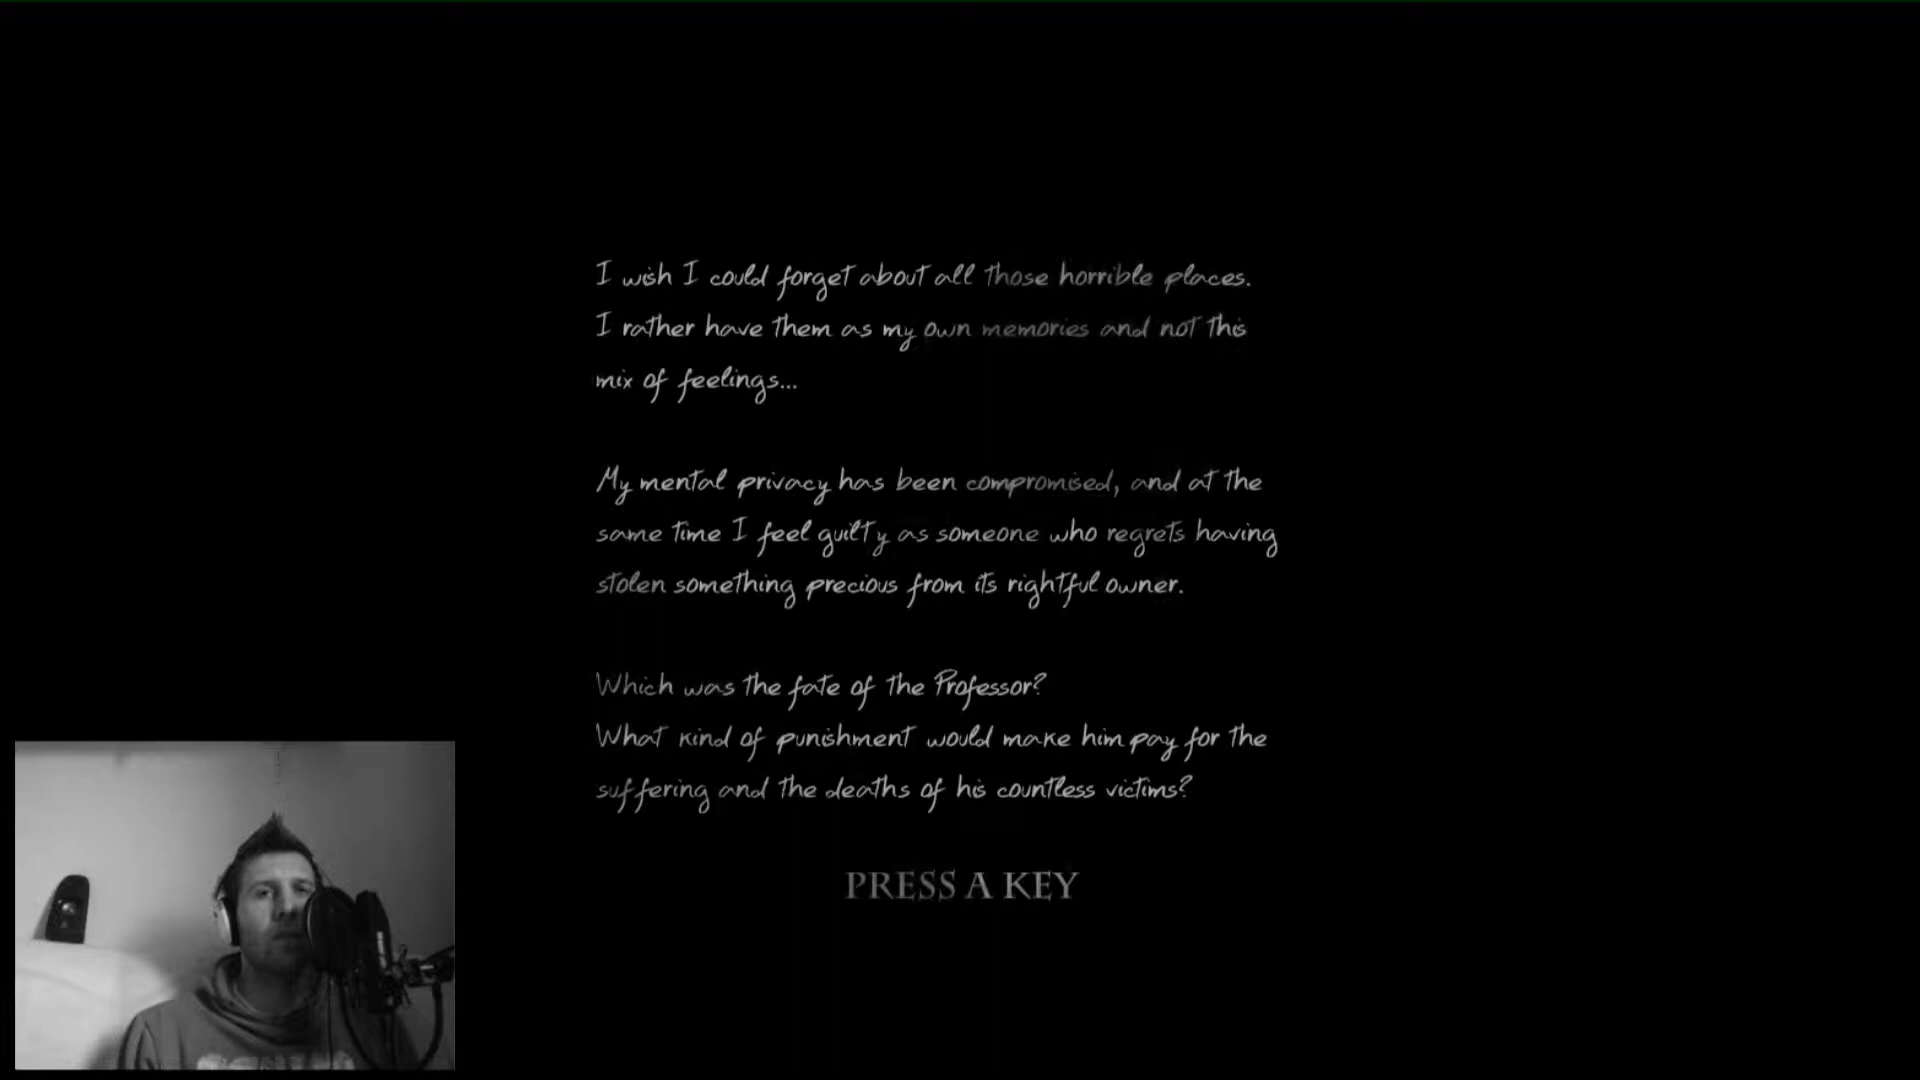 I wish I could forget about all those horrible places.
I rather have them as my own memories and not this
mix of feelings...
My mental privacy has been compromised, and at the
same time I feel guilty as someone who regrets having
stolen something precious from its rightful owner.
Which was the fate of the Professor?
What kind of punishment would make him pay for the
suffering and the deaths of his countless victims?
PRESS A KEY